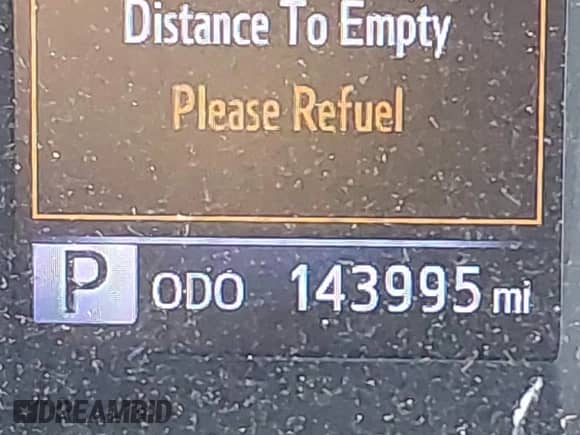 Distance To Empty
Please Refuel
P ODO 143995 mi
DREAMBID